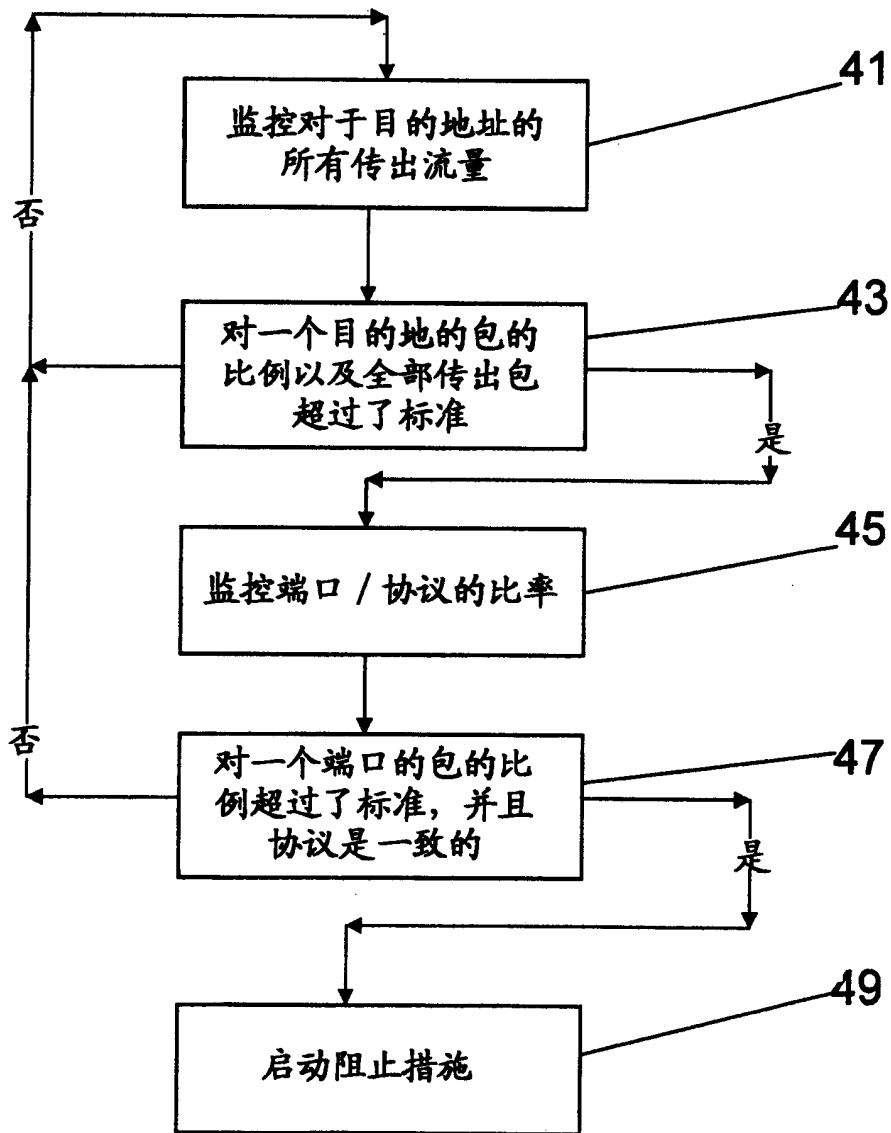 41
监控对于目的地址的
所有传出流量
否
43
对一个目的地的包的
比例以及全部传出包
超过了标准
是
45
监控端口 / 协议的比率
否
47
对一个端口的包的比
例超过了标准，并且
协议是一致的
是
49
启动阻止措施